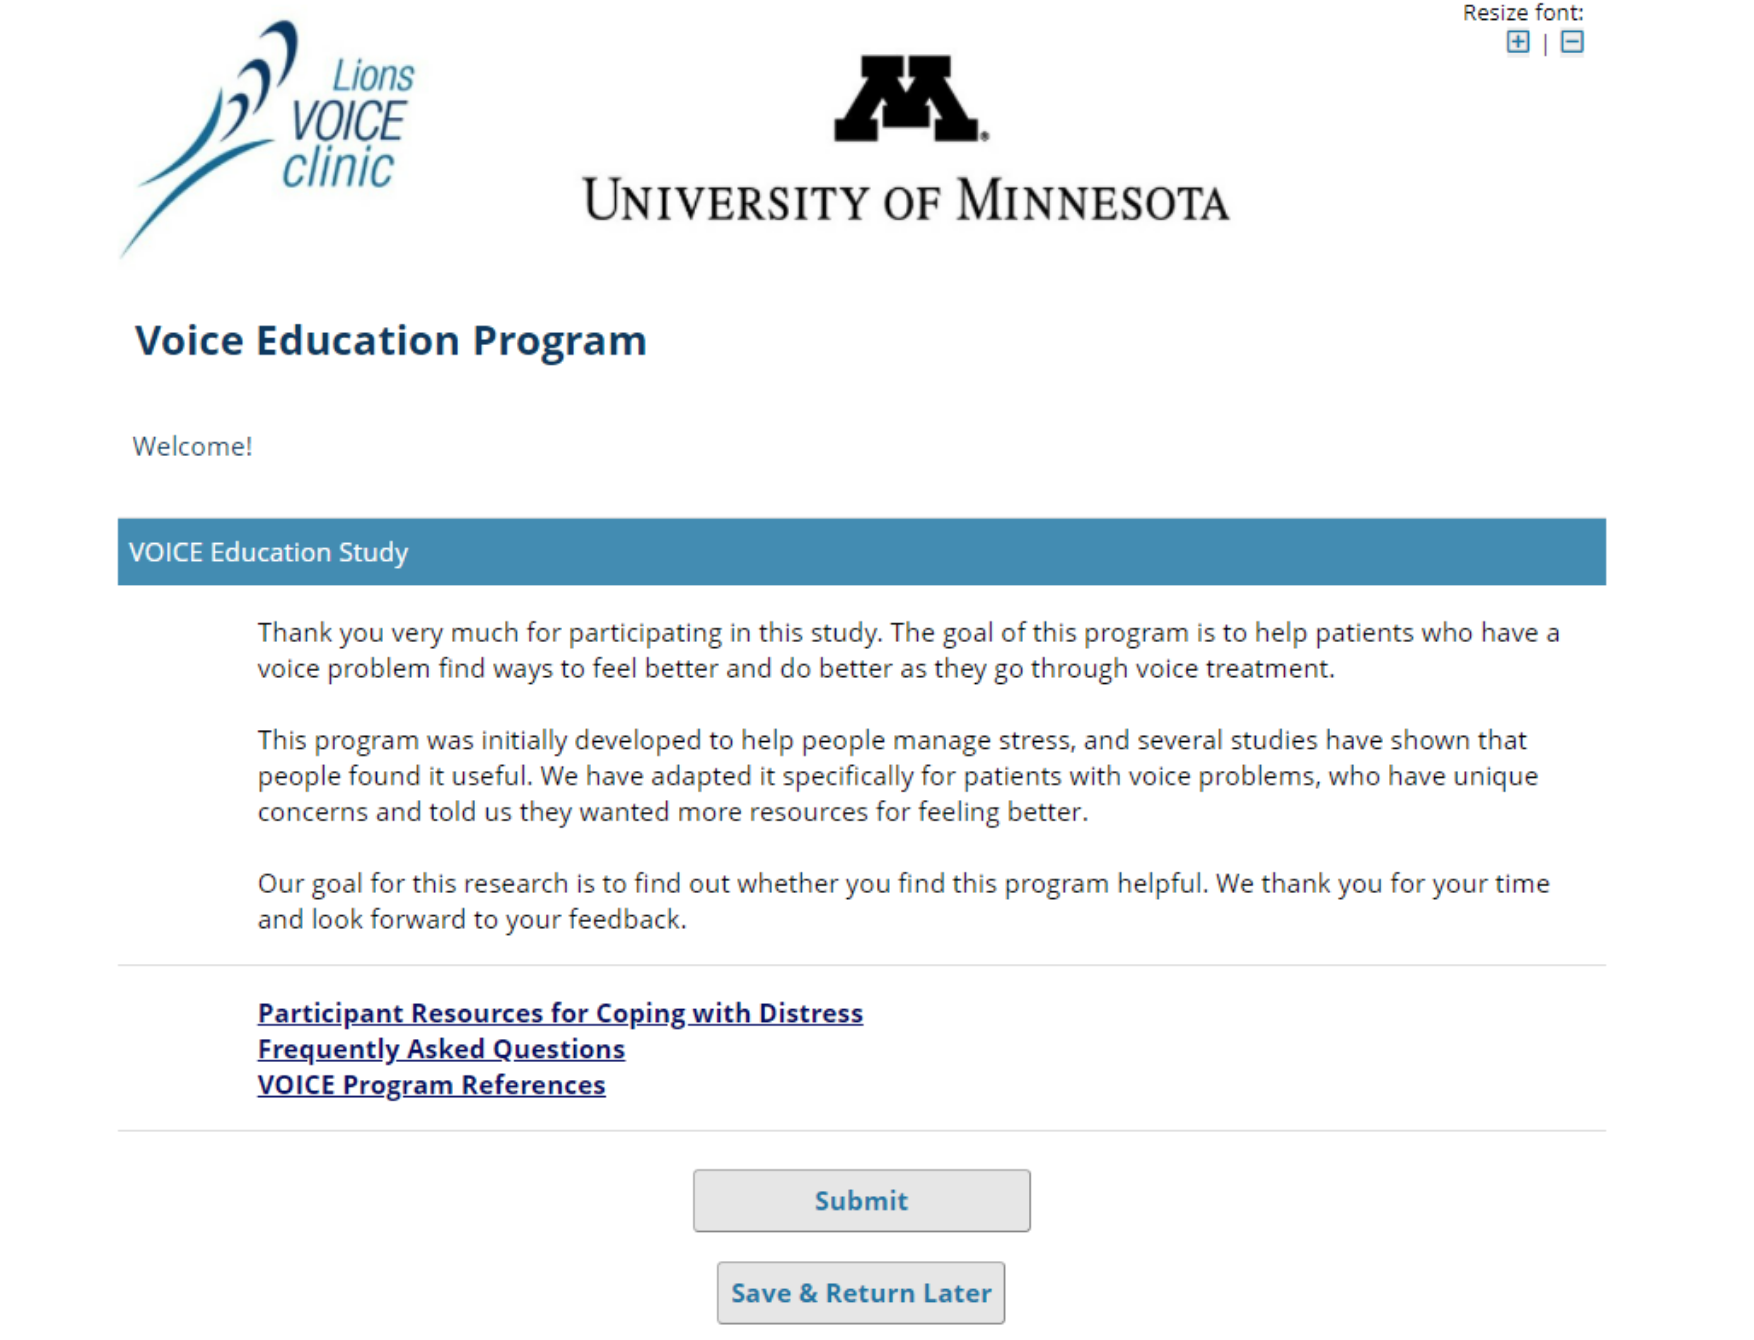 Resize font:
+ | −
Lions
VOICE
clinic
M
UNIVERSITY OF MINNESOTA
Voice Education Program
Welcome!
VOICE Education Study
Thank you very much for participating in this study. The goal of this program is to help patients who have a
voice problem find ways to feel better and do better as they go through voice treatment.
This program was initially developed to help people manage stress, and several studies have shown that
people found it useful. We have adapted it specifically for patients with voice problems, who have unique
concerns and told us they wanted more resources for feeling better.
Our goal for this research is to find out whether you find this program helpful. We thank you for your time
and look forward to your feedback.
Participant Resources for Coping with Distress
Frequently Asked Questions
VOICE Program References
Submit
Save & Return Later